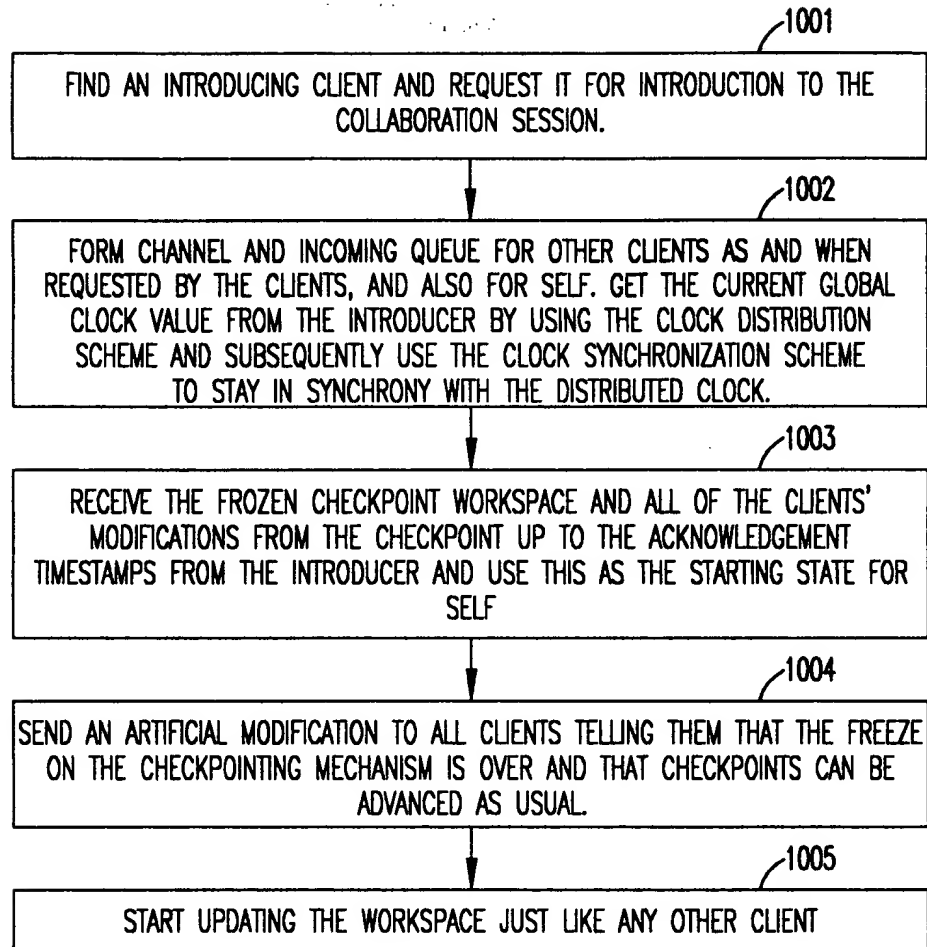 1001
FIND AN INTRODUCING CLIENT AND REQUEST IT FOR INTRODUCTION TO THE
COLLABORATION SESSION.
1002
FORM CHANNEL AND INCOMING QUEUE FOR OTHER CLIENTS AS AND WHEN
REQUESTED BY THE CLIENTS, AND ALSO FOR SELF. GET THE CURRENT GLOBAL
CLOCK VALUE FROM THE INTRODUCER BY USING THE CLOCK DISTRIBUTION
SCHEME AND SUBSEQUENTLY USE THE CLOCK SYNCHRONIZATION SCHEME
TO STAY IN SYNCHRONY WITH THE DISTRIBUTED CLOCK.
1003
RECEIVE THE FROZEN CHECKPOINT WORKSPACE AND ALL OF THE CLIENTS'
MODIFICATIONS FROM THE CHECKPOINT UP TO THE ACKNOWLEDGEMENT
TIMESTAMPS FROM THE INTRODUCER AND USE THIS AS THE STARTING STATE FOR
SELF
1004
SEND AN ARTIFICIAL MODIFICATION TO ALL CLIENTS TELLING THEM THAT THE FREEZE
ON THE CHECKPOINTING MECHANISM IS OVER AND THAT CHECKPOINTS CAN BE
ADVANCED AS USUAL.
1005
START UPDATING THE WORKSPACE JUST LIKE ANY OTHER CLIENT